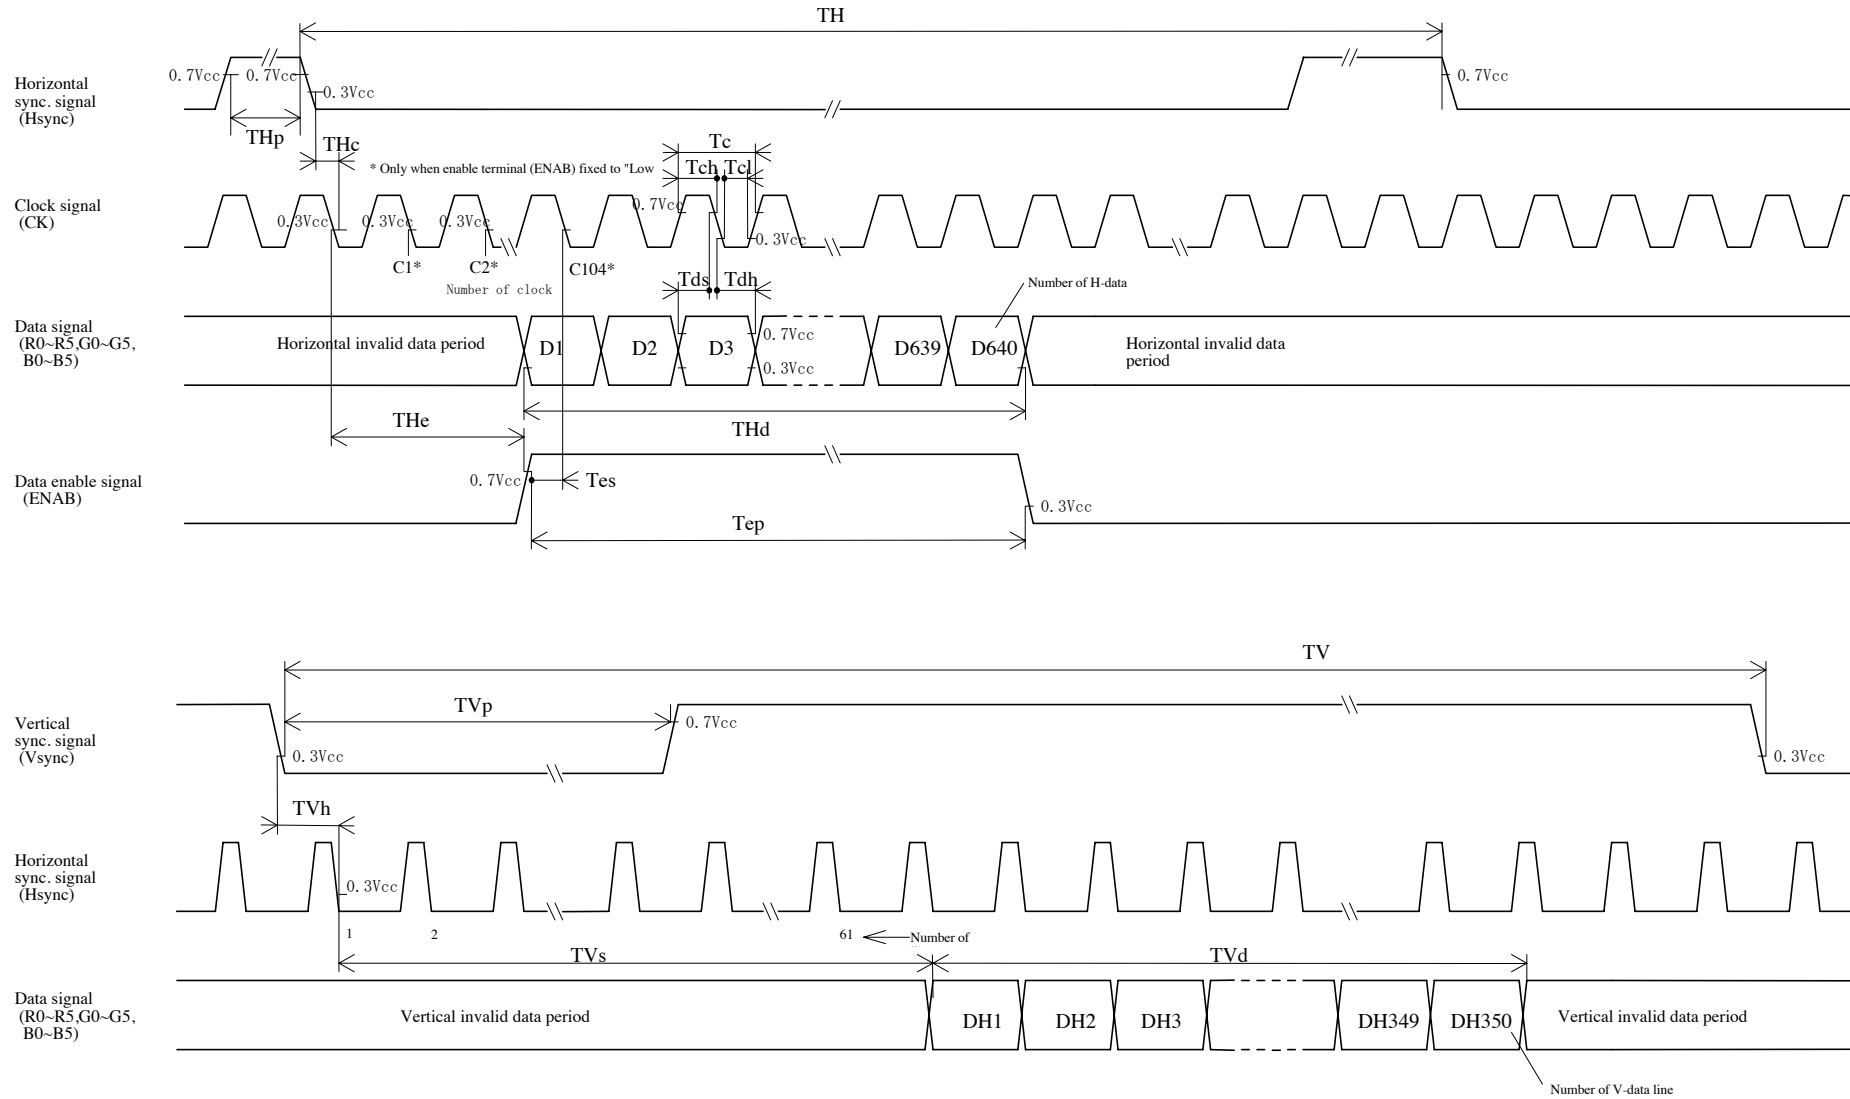 TH
Horizontal
sync. signal
(Hsync)
0.7Vcc
0.7Vcc
0.3Vcc
0.7Vcc
THp
THc
* Only when enable terminal (ENAB) fixed to "Low
Tc
Tch
Tcl
Clock signal
(CK)
0.3Vcc
0.3Vcc
0.3Vcc
0.7Vcc
0.3Vcc
C1*
C2*
C104*
Number of clock
Tds
Tdh
Number of H-data
Data signal
(R0~R5,G0~G5,
B0~B5)
Horizontal invalid data period
D1
D2
D3
0.7Vcc
0.3Vcc
D639
D640
Horizontal invalid data
period
THe
THd
Data enable signal
(ENAB)
0.7Vcc
Tes
0.3Vcc
Tep
TV
TVp
Vertical
sync. signal
(Vsync)
0.3Vcc
0.7Vcc
0.3Vcc
TVh
Horizontal
sync. signal
(Hsync)
0.3Vcc
1
2
61
Number of
TVs
TVd
Data signal
(R0~R5,G0~G5,
B0~B5)
Vertical invalid data period
DH1
DH2
DH3
DH349
DH350
Vertical invalid data period
Number of V-data line